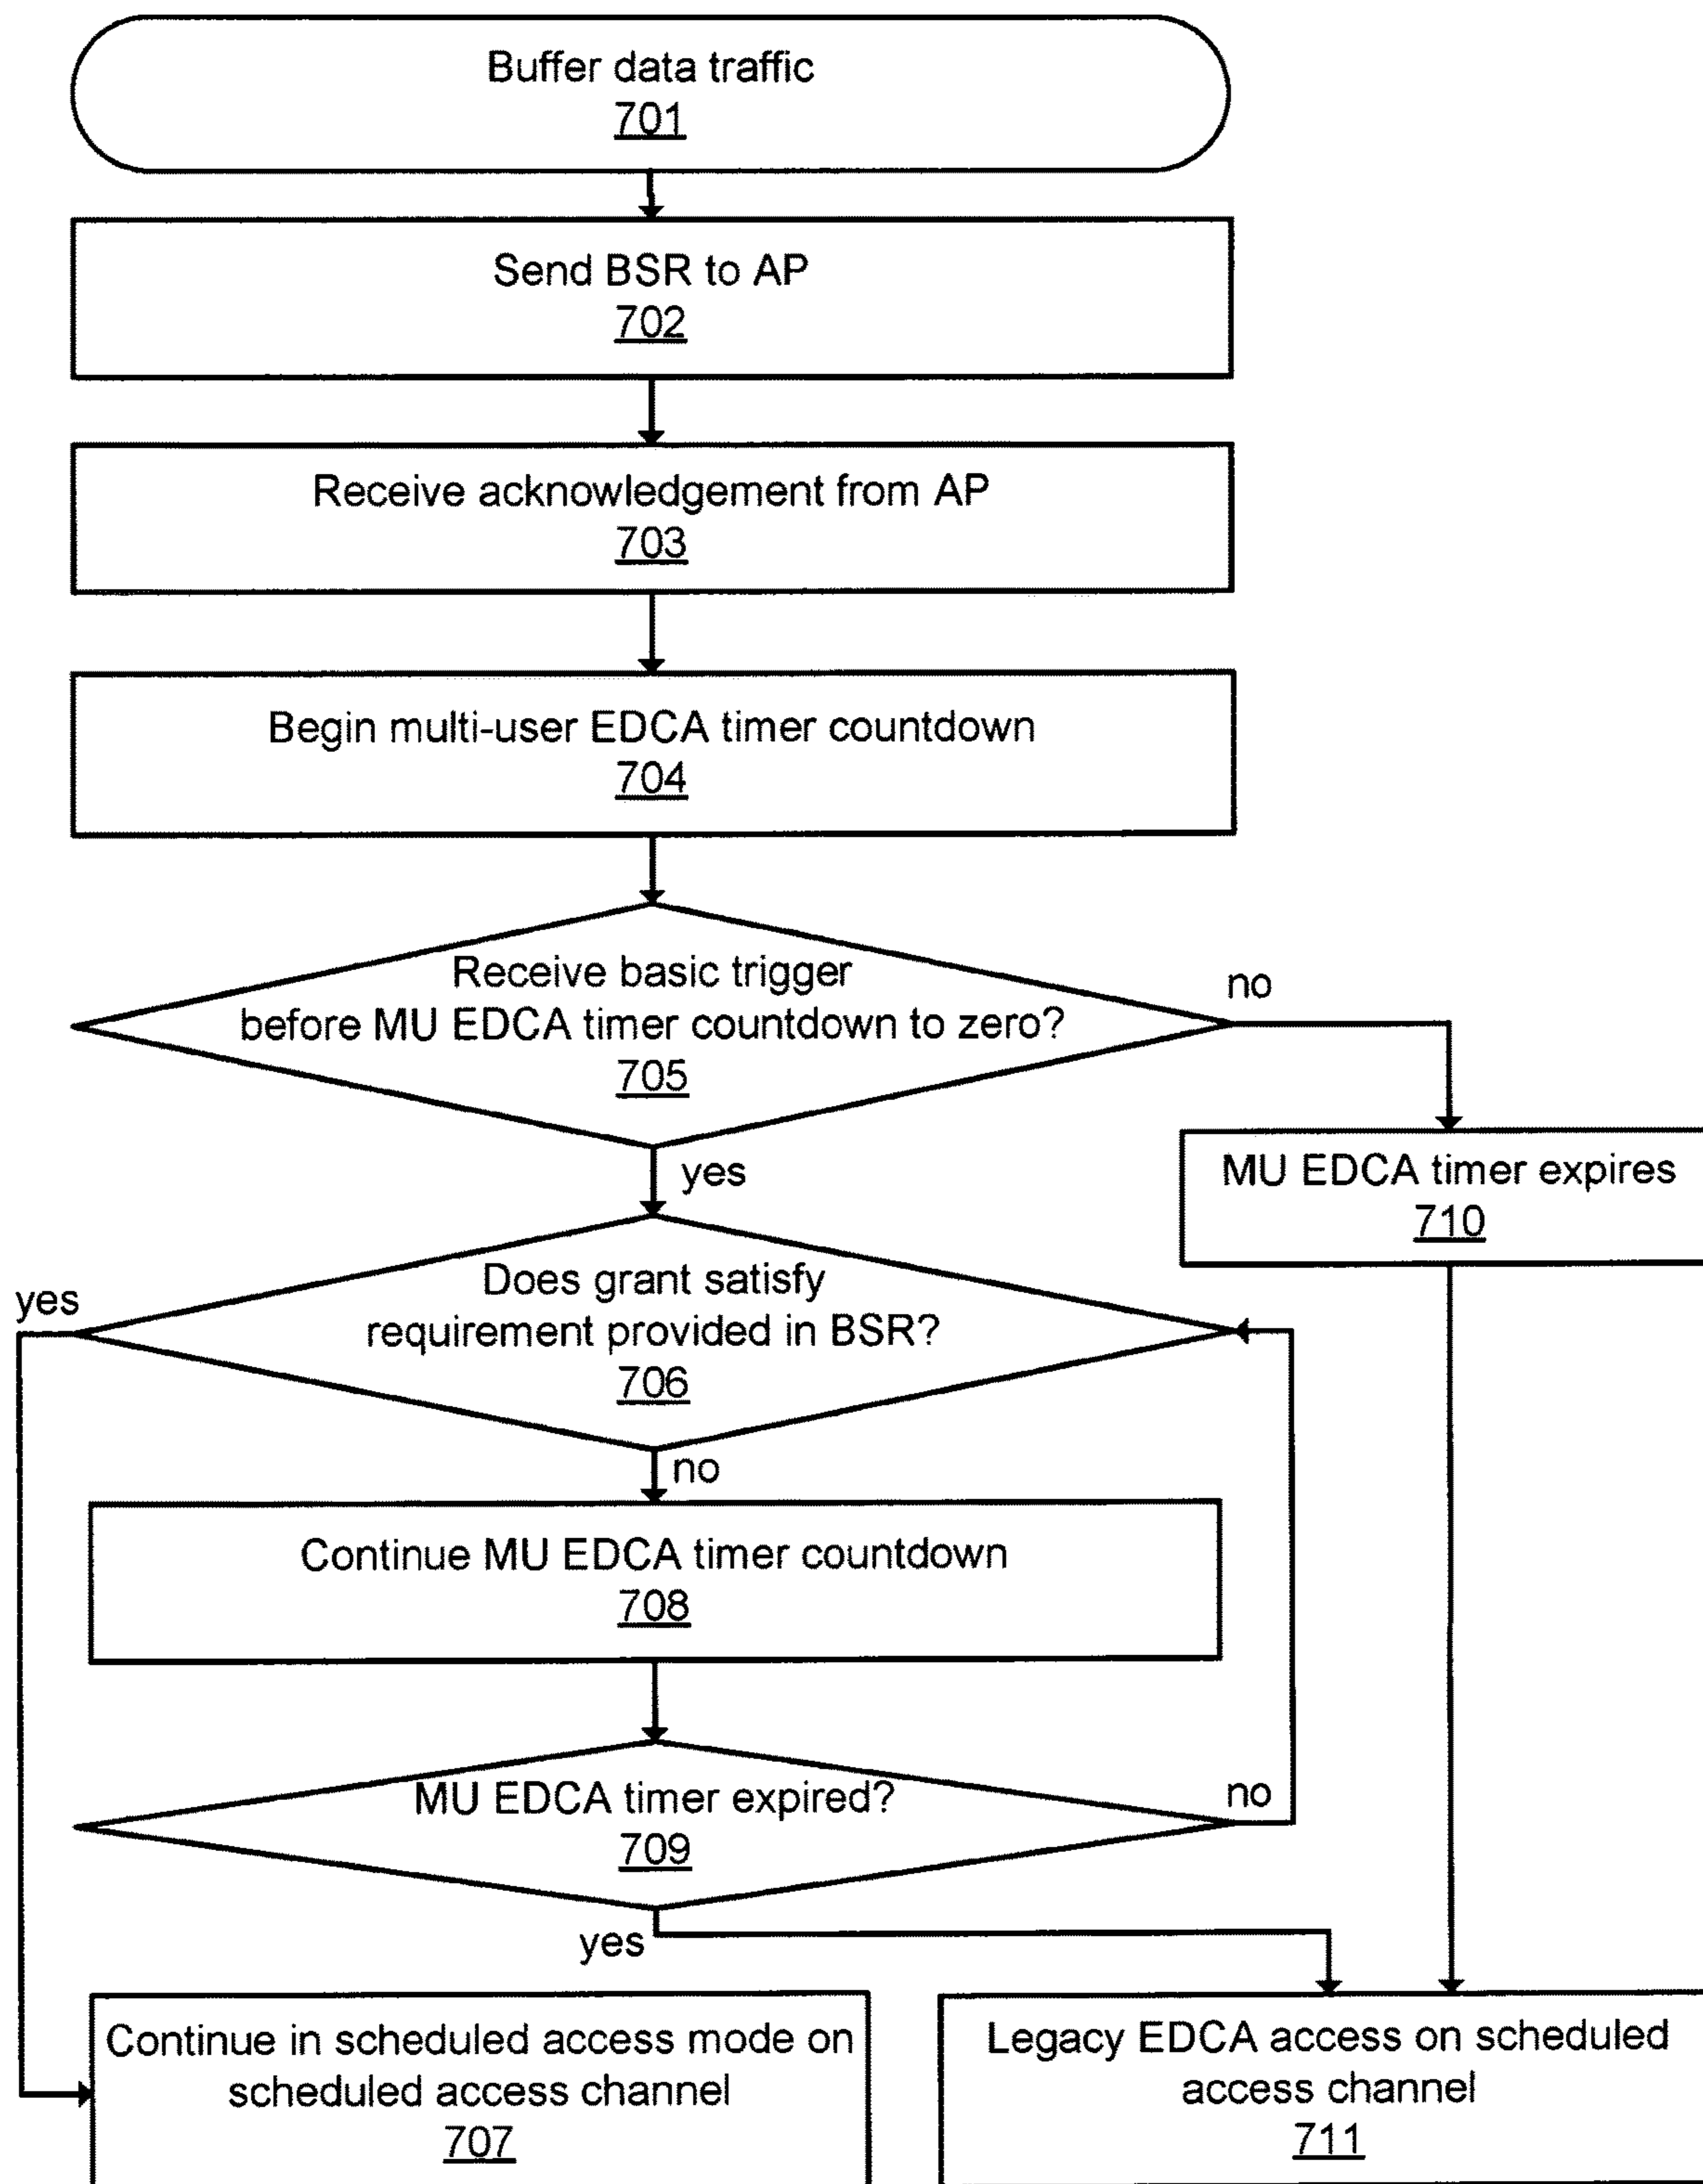 Buffer data traffic
701
Send BSR to AP
702
Receive acknowledgement from AP
703
Begin multi-user EDCA timer countdown
704
Receive basic trigger
before MU EDCA timer countdown to zero?
705
no
yes
MU EDCA timer expires
710
Does grant satisfy
requirement provided in BSR?
706
yes
no
Continue MU EDCA timer countdown
708
MU EDCA timer expired?
709
no
yes
Continue in scheduled access mode on
scheduled access channel
707
Legacy EDCA access on scheduled
access channel
711